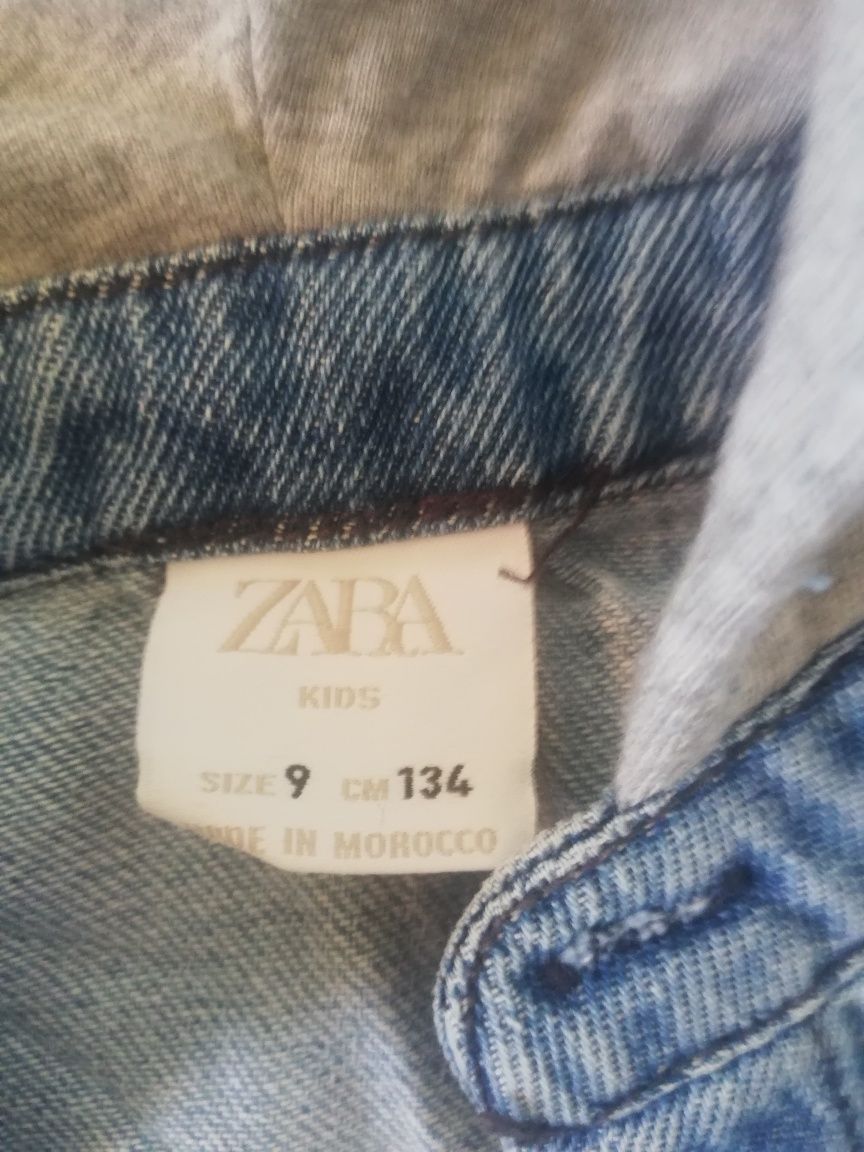 ZARA
KIDS
SIZE 9 CM 134
IN MOROCCO